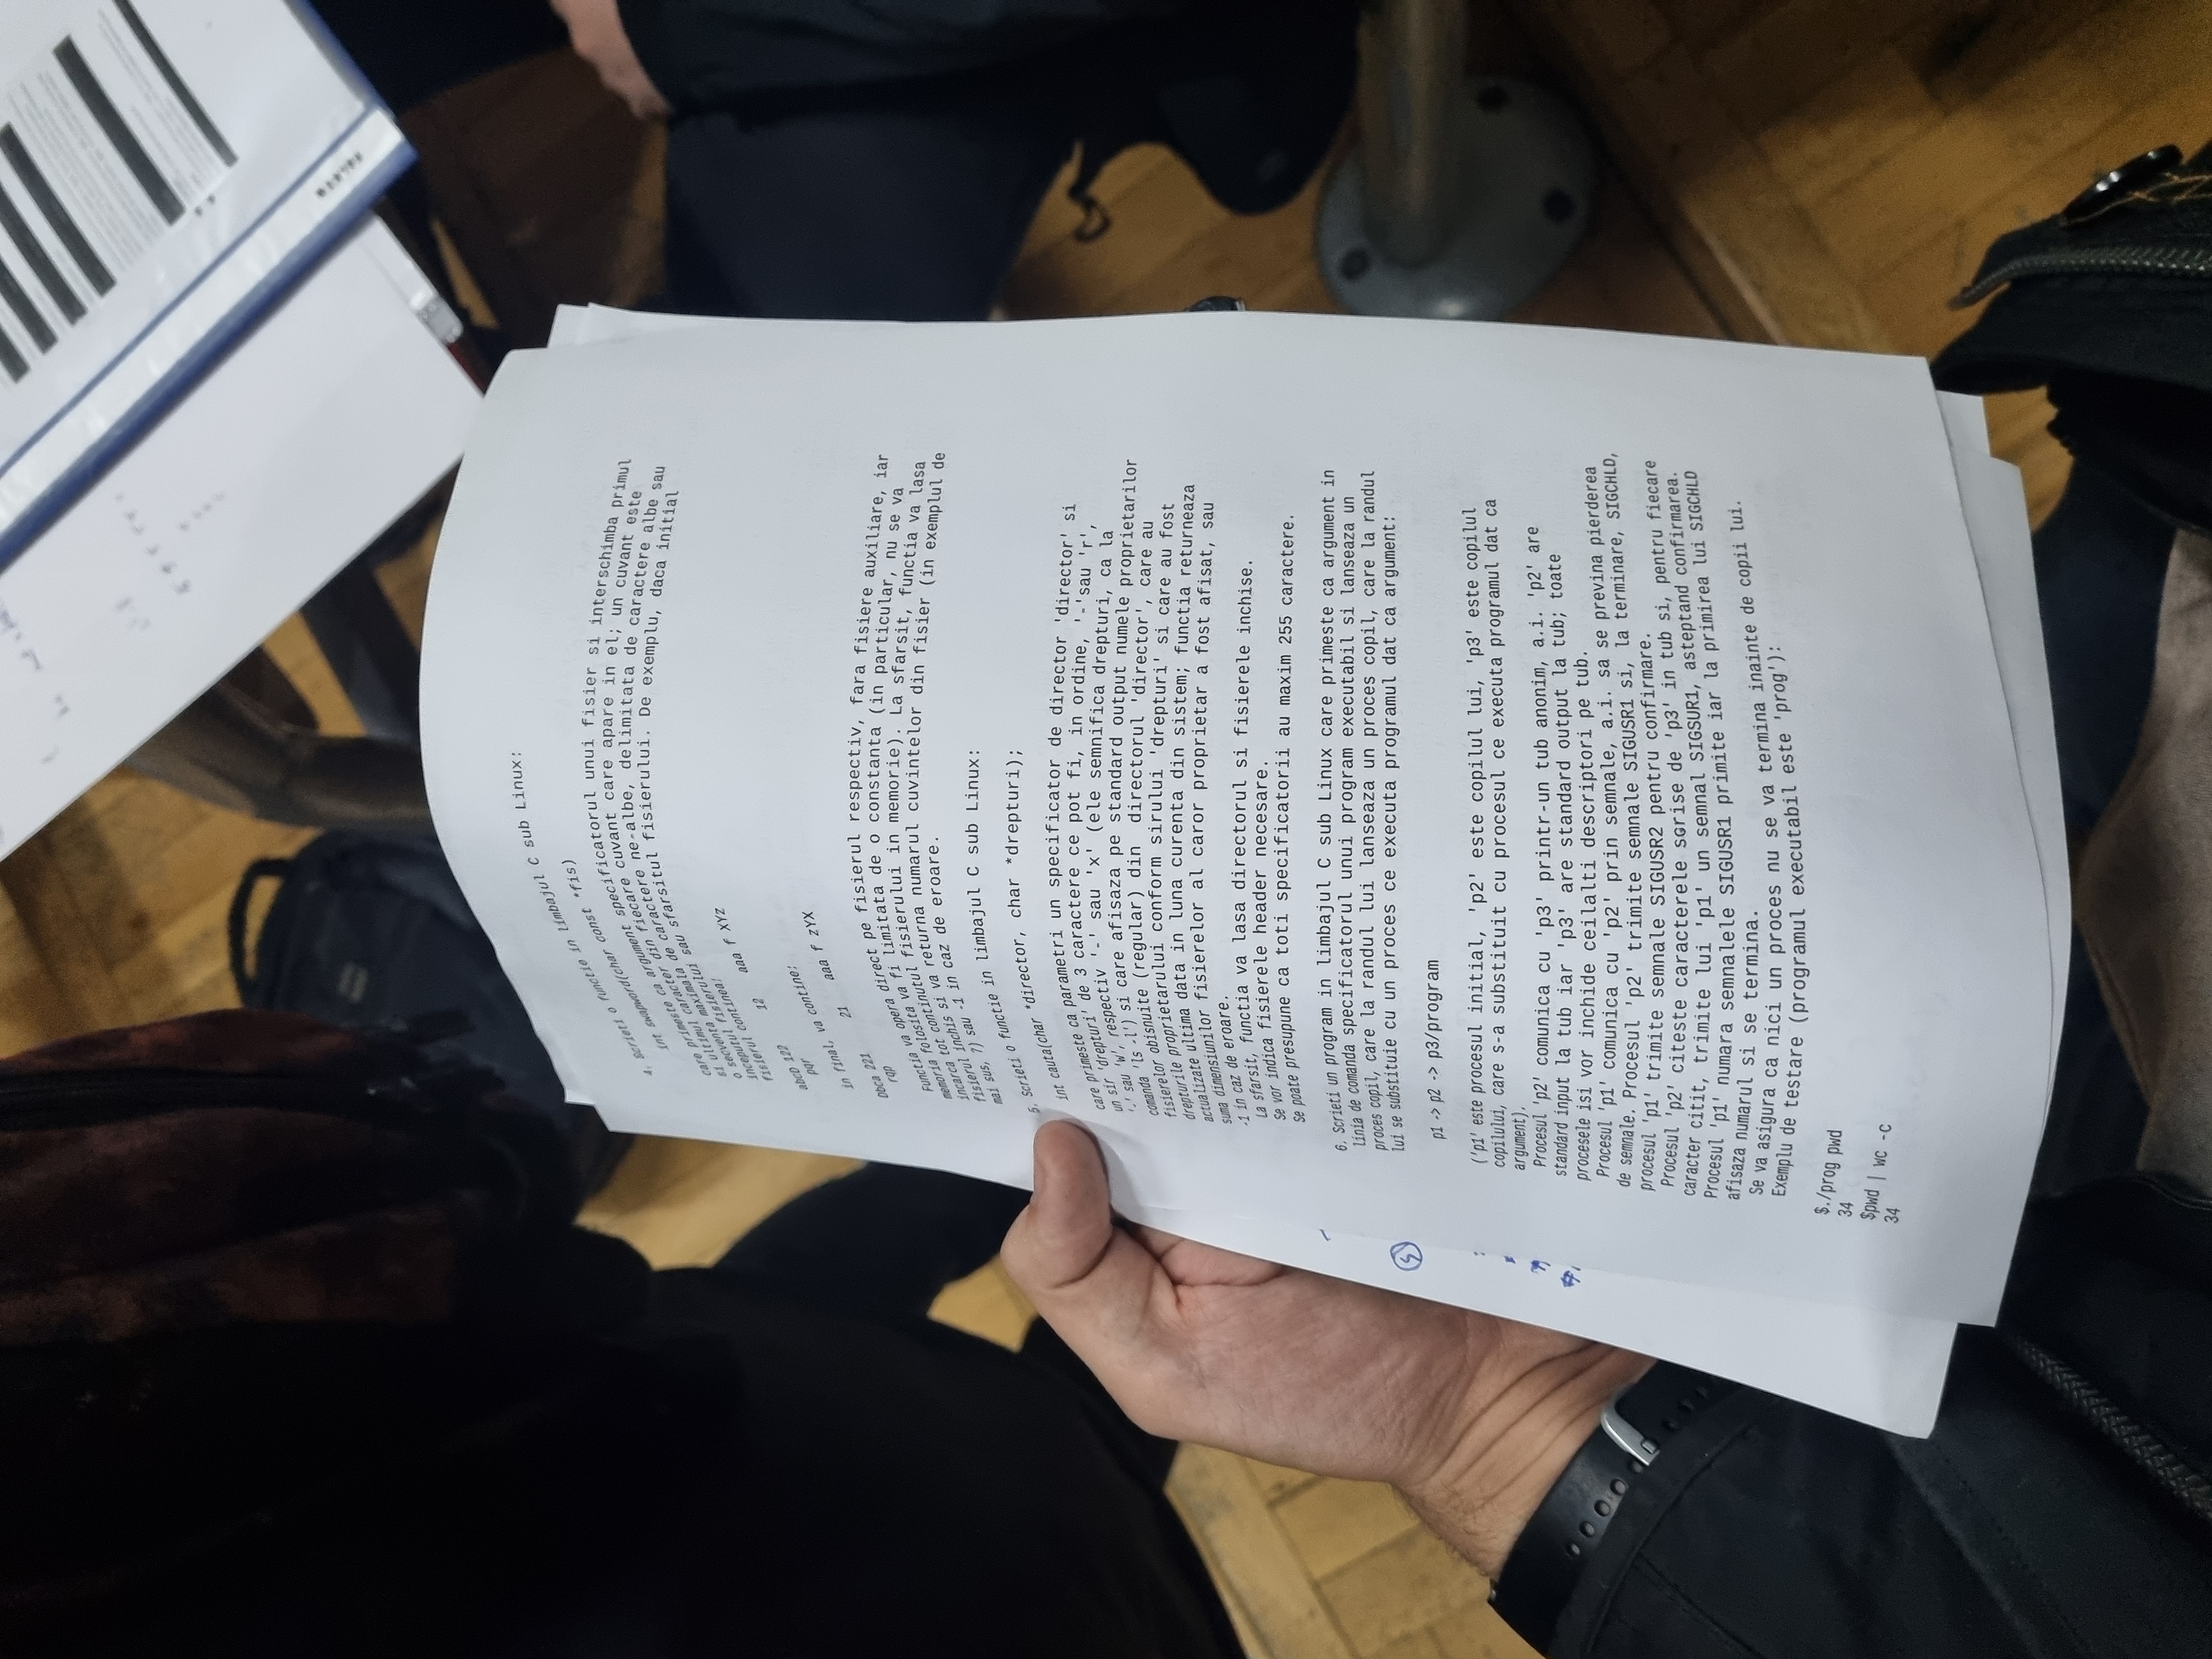 4. Scrieti o functie in limbajul C sub Linux:
int swapword(char const *fis)
care primeste ca argument specificatorul unui fisier si interschimba primul
si ultimul caracter din fiecare cuvant care apare in el; un cuvant este
o secventa maximala de caractere ne-albe, delimitata de caractere albe sau
inceputul fisierului sau sfarsitul fisierului. De exemplu, daca initial
fisierul continea:
abcD 122     12     aaa f XYz
pqr
in final, va contine:
Dbca 221     21     aaa f zYX
rqp
Functia va opera direct pe fisierul respectiv, fara fisiere auxiliare, iar
memoria folosita va fi limitata de o constanta (in particular, nu se va
incarca tot continutul fisierului in memorie). La sfarsit, functia va lasa
fisierul inchis si va returna numarul cuvintelor din fisier (in exemplul de
mai sus, 7) sau -1 in caz de eroare.
5. Scrieti o functie in limbajul C sub Linux:
int cauta(char *director, char *drepturi);
care primeste ca parametri un specificator de director 'director' si
un sir 'drepturi' de 3 caractere ce pot fi, in ordine, '-'sau 'r',
'-' sau 'w', respectiv '-' sau 'x' (ele semnifica drepturi, ca la
comanda 'ls -l') si care afisaza pe standard output numele proprietarilor
fisierelor obisnuite (regular) din  directorul 'director', care au
drepturile proprietarului conform sirului 'drepturi' si care au fost
actualizate ultima data in luna curenta din sistem; functia returneaza
suma dimensiunilor fisierelor al caror proprietar a fost afisat, sau
-1 in caz de eroare.
La sfarsit, functia va lasa directorul si fisierele inchise.
Se vor indica fisierele header necesare.
Se poate presupune ca toti specificatorii au maxim 255 caractere.
6. Scrieti un program in limbajul C sub Linux care primeste ca argument in
linia de comanda specificatorul unui program executabil si lanseaza un
proces copil, care la randul lui lanseaza un proces copil, care la randul
lui se substituie cu un proces ce executa programul dat ca argument:
p1 -> p2 -> p3/program
('p1' este procesul initial, 'p2' este copilul lui, 'p3' este copilul
copilului, care s-a substituit cu procesul ce executa programul dat ca
argument).
Procesul 'p2' comunica cu 'p3' printr-un tub anonim, a.i. 'p2' are
standard input la tub iar 'p3' are standard output la tub; toate
procesele isi vor inchide ceilalti descriptori pe tub.
Procesul 'p1' comunica cu 'p2' prin semnale, a.i. sa se previna pierderea
de semnale. Procesul 'p2' trimite semnale SIGUSR1 si, la terminare, SIGCHLD,
procesul 'p1' trimite semnale SIGUSR2 pentru confirmare.
Procesul 'p2' citeste caracterele scrise de 'p3' in tub si, pentru fiecare
caracter citit, trimite lui 'p1' un semnal SIGSUR1, asteptand confirmarea.
Procesul 'p1' numara semnalele SIGUSR1 primite iar la primirea lui SIGCHLD
afisaza numarul si se termina.
Se va asigura ca nici un proces nu se va termina inainte de copii lui.
Exemplu de testare (programul executabil este 'prog'):
$./prog pwd
34
$pwd | wc -c
34